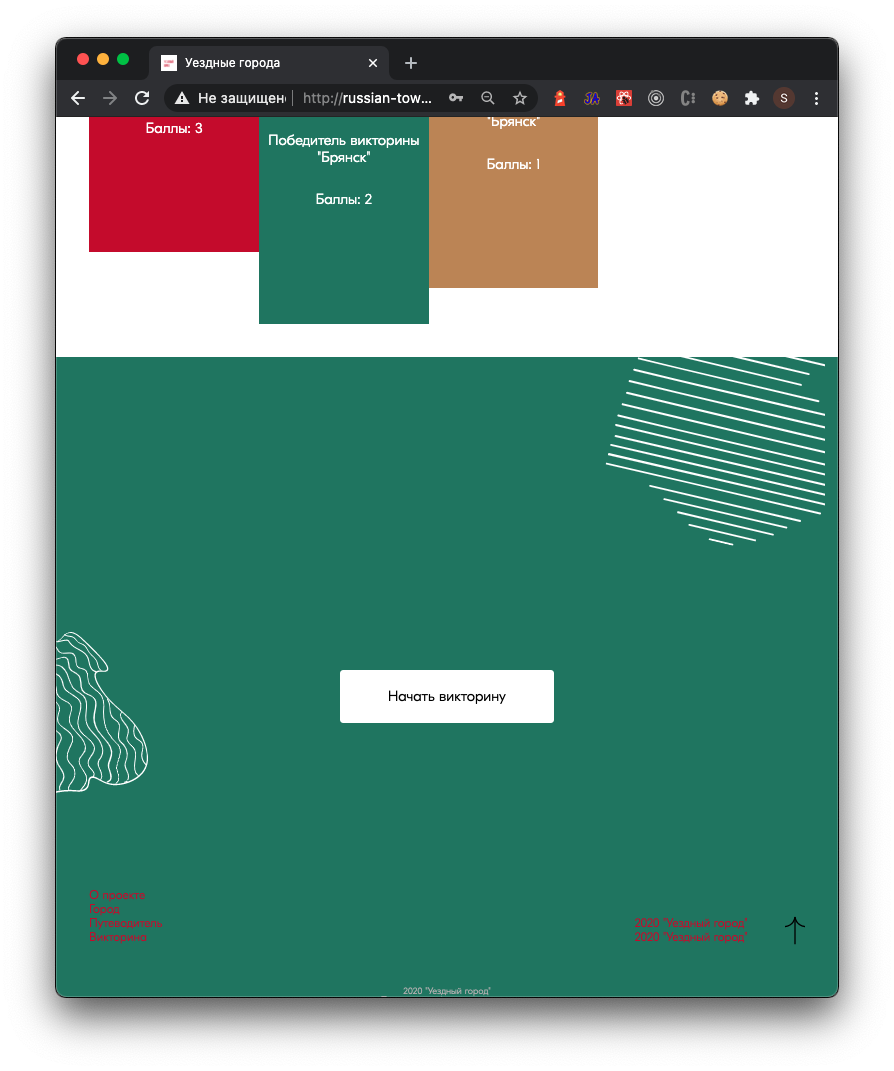 Уездные города
Не защищен
http://russian-tow...
Баллы: 3
Победитель викторины
"Брянск"
Баллы: 2
"Брянск"
Баллы: 1
Начать викторину
О проекте
Город
Путеводитель
Викторина
2020 "Уездный город"
2020 "Уездный город"
2020 "Уездный город"
S